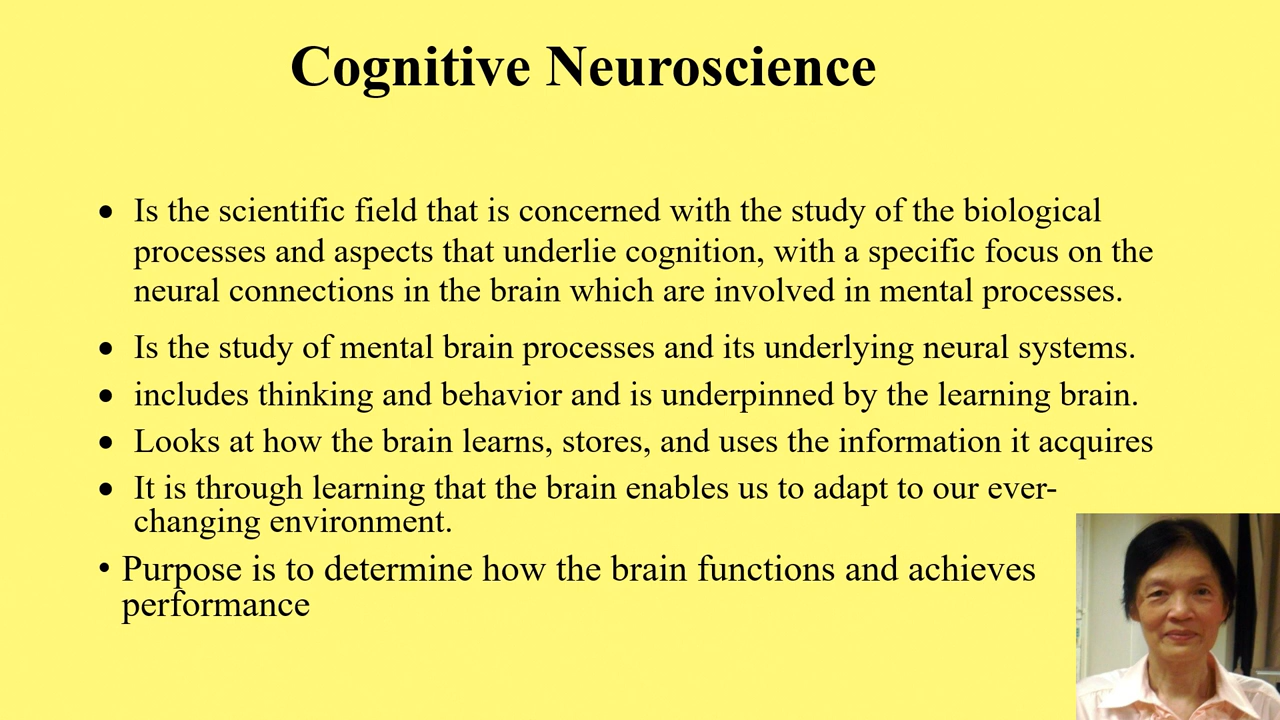 Cognitive Neuroscience
• Is the scientific field that is concerned with the study of the biological
processes and aspects that underlie cognition, with a specific focus on the
neural connections in the brain which are involved in mental processes.
• Is the study of mental brain processes and its underlying neural systems.
• includes thinking and behavior and is underpinned by the learning brain.
• Looks at how the brain learns, stores, and uses the information it acquires
• It is through learning that the brain enables us to adapt to our ever-
changing environment.
• Purpose is to determine how the brain functions and achieves
performance